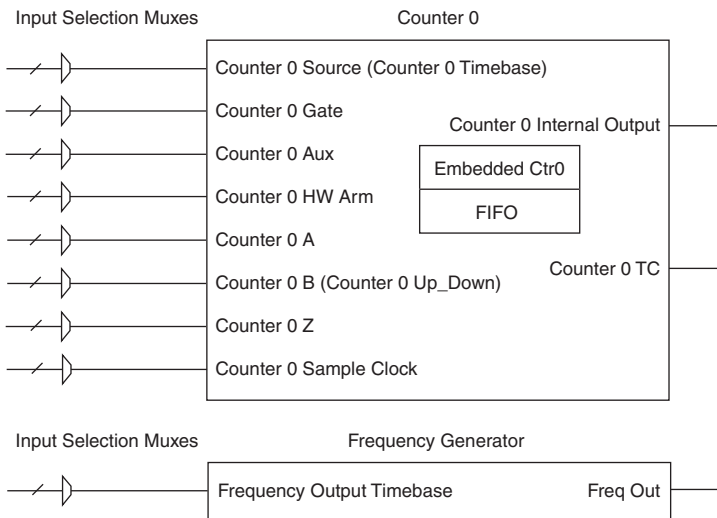 Input Selection Muxes
Counter 0
Counter 0 Source (Counter 0 Timebase)
Counter 0 Gate
Counter 0 Internal Output
Counter 0 Aux
Embedded Ctr0
Counter 0 HW Arm
FIFO
Counter 0 A
Counter 0 TC
Counter 0 B (Counter 0 Up_Down)
Counter 0 Z
Counter 0 Sample Clock
Input Selection Muxes
Frequency Generator
Frequency Output Timebase
Freq Out